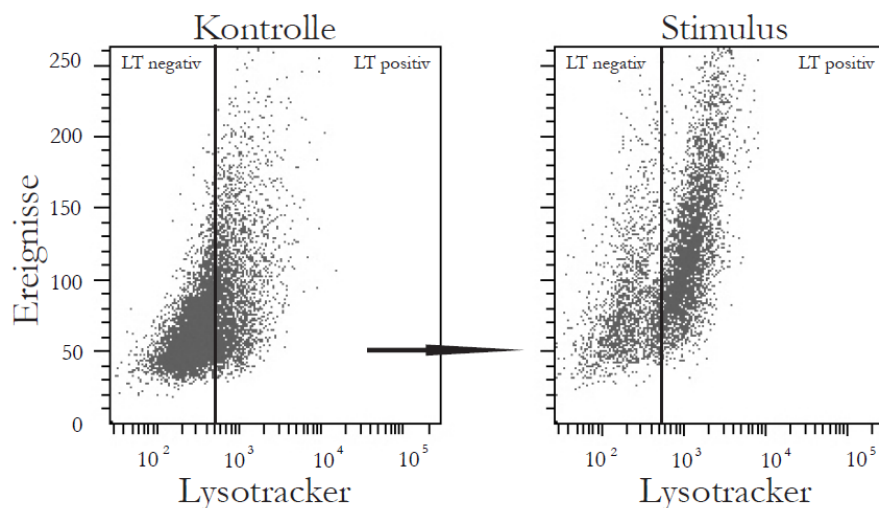 Kontrolle
LT negativ
LT positiv
250
200
150
100
50
0
10²
10³
10⁴
10⁵
Ereignisse
Lysotracker
Stimulus
LT negativ
LT positiv
10²
10³
10⁴
10⁵
Lysotracker